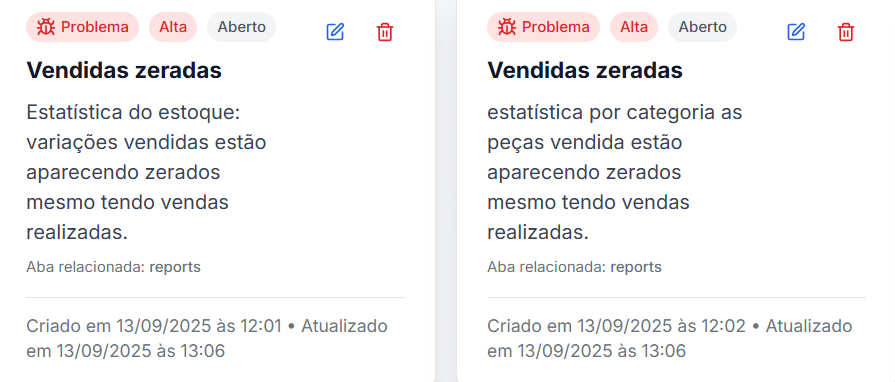 Problema Alta Aberto
Vendidas zeradas
Estatística do estoque:
variações vendidas estão
aparecendo zerados
mesmo tendo vendas
realizadas.
Aba relacionada: reports
Criado em 13/09/2025 às 12:01 • Atualizado
em 13/09/2025 às 13:06
Problema Alta Aberto
Vendidas zeradas
estatística por categoria as
peças vendida estão
aparecendo zerados
mesmo tendo vendas
realizadas.
Aba relacionada: reports
Criado em 13/09/2025 às 12:02 • Atualizado
em 13/09/2025 às 13:06